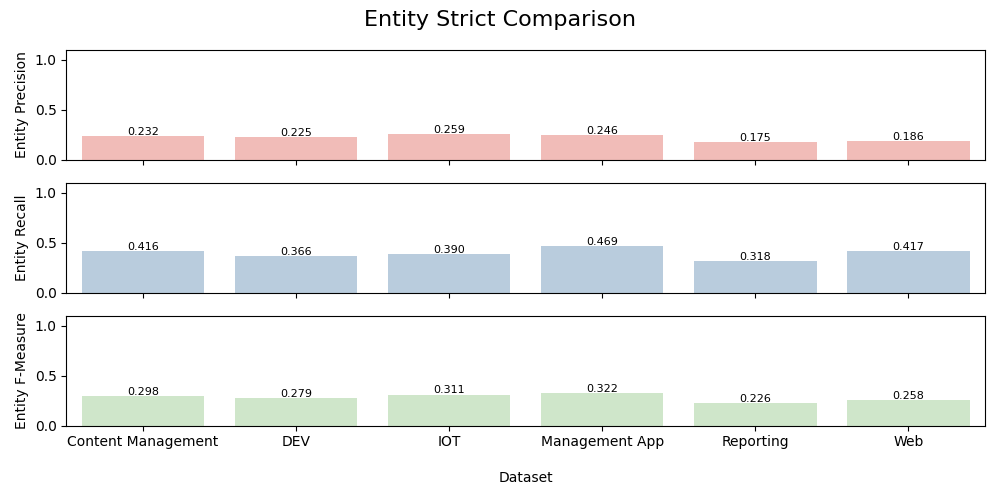 Entity Strict Comparison
Entity Precision
1.0
0.5
0.0
0.232 0.225 0.259 0.246 0.175 0.186
Entity Recall
1.0
0.5
0.0
0.416 0.366 0.390 0.469 0.318 0.417
Entity F-Measure
1.0
0.5
0.0
0.298 0.279 0.311 0.322 0.226 0.258
Content Management DEV IOT Management App Reporting Web
Dataset